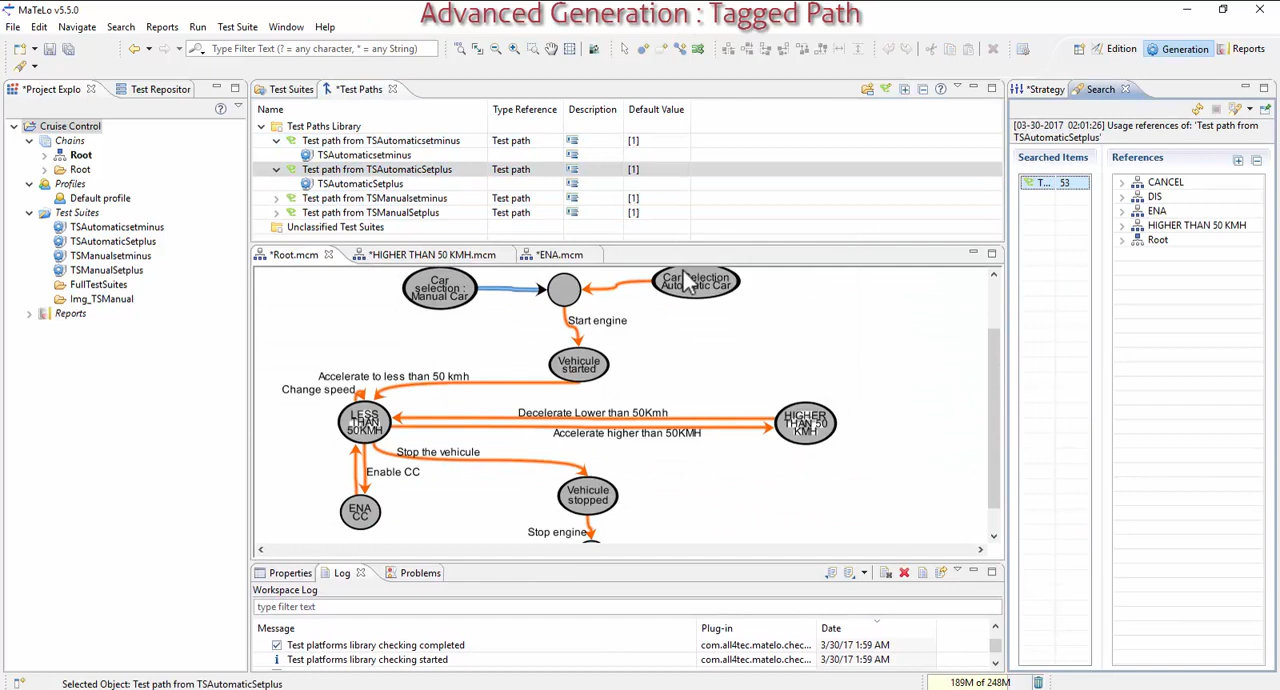 MaTeLo v5.5.0
Advanced Generation : Tagged Path
File Edit Navigate Search Reports Run Test Suite Window Help
Type Filter Text (? = any character, * = any String)
Edition Generation Reports
*Project Explo Test Repositor
Cruise Control
Chains
Root
Root
Profiles
Default profile
Test Suites
TSAutomaticsetminus
TSAutomaticSetplus
TSManualsetminus
TSManualSetplus
FullTestSuites
Img_TSManual
Reports
Test Suites *Test Paths
Name Type Reference Description Default Value
Test Paths Library
Test path from TSAutomaticsetminus Test path [1]
TSAutomaticsetminus
Test path from TSAutomaticSetplus Test path [1]
TSAutomaticSetplus
Test path from TSManualsetminus Test path [1]
Test path from TSManualSetplus Test path [1]
Unclassified Test Suites
*Root.mcm *HIGHER THAN 50 KMH.mcm *ENA.mcm
Car selection : Manual Car
Car selection Automatic Car
Start engine
Vehicule started
Accelerate to less than 50 kmh
Change speed
LESS THAN 50KMH
Decelerate Lower than 50Kmh
Accelerate higher than 50KMH
HIGHER THAN 50 KMH
Stop the vehicule
Enable CC
ENA CC
Vehicule stopped
Stop engine
Properties Log Problems
Workspace Log
type filter text
Message Plug-in Date
Test platforms library checking completed com.all4tec.matelo.chec... 3/30/17 1:59 AM
Test platforms library checking started com.all4tec.matelo.chec... 3/30/17 1:59 AM
*Strategy Search
[03-30-2017 02:01:26] Usage references of: 'Test path from
TSAutomaticSetplus'
Searched Items References
T... 53
CANCEL
DIS
ENA
HIGHER THAN 50 KMH
Root
Selected Object: Test path from TSAutomaticSetplus
189M of 248M